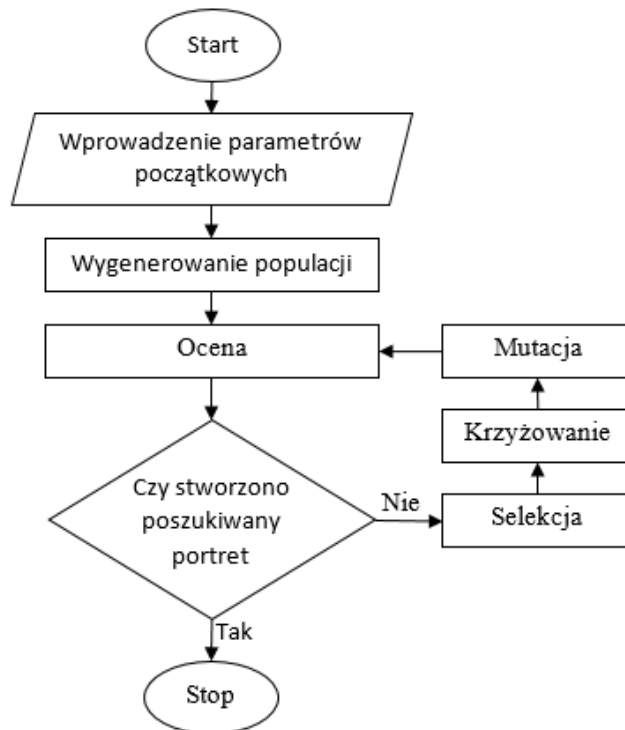 Start
Wprowadzenie parametrów
początkowych
Wygenerowanie populacji
Ocena
Mutacja
Krzyżowanie
Czy stworzono
poszukiwany
portret
Nie
Selekcja
Tak
Stop